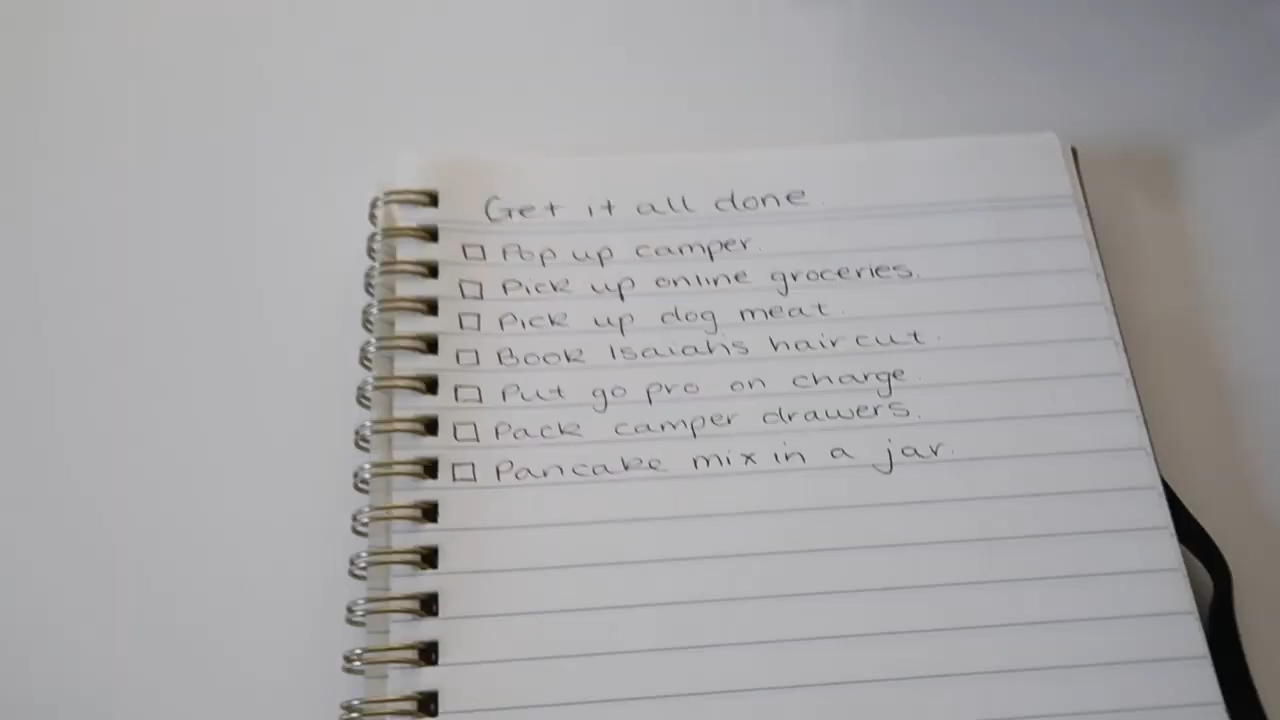 Get it all done.
Pop up camper.
Pick up online groceries.
Pick up dog meat.
Book Isaiahs haircut.
Put go pro on charge.
Pack camper drawers.
Pancake mix in a jar.